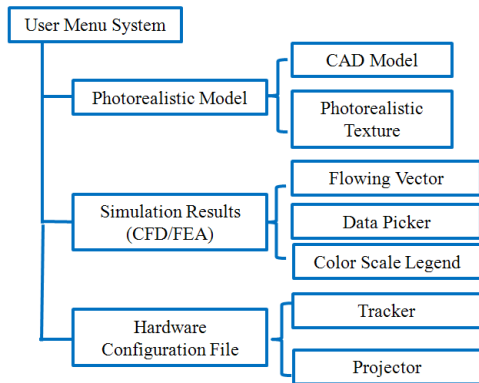 User Menu System
Photorealistic Model
CAD Model
Photorealistic
Texture
Simulation Results
(CFD/FEA)
Flowing Vector
Data Picker
Color Scale Legend
Hardware
Configuration File
Tracker
Projector